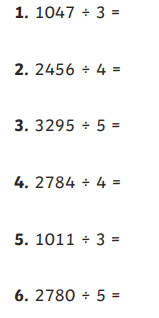 1. 1047 ÷ 3 =
2. 2456 ÷ 4 =
3. 3295 ÷ 5 =
4. 2784 ÷ 4 =
5. 1011 ÷ 3 =
6. 2780 ÷ 5 =